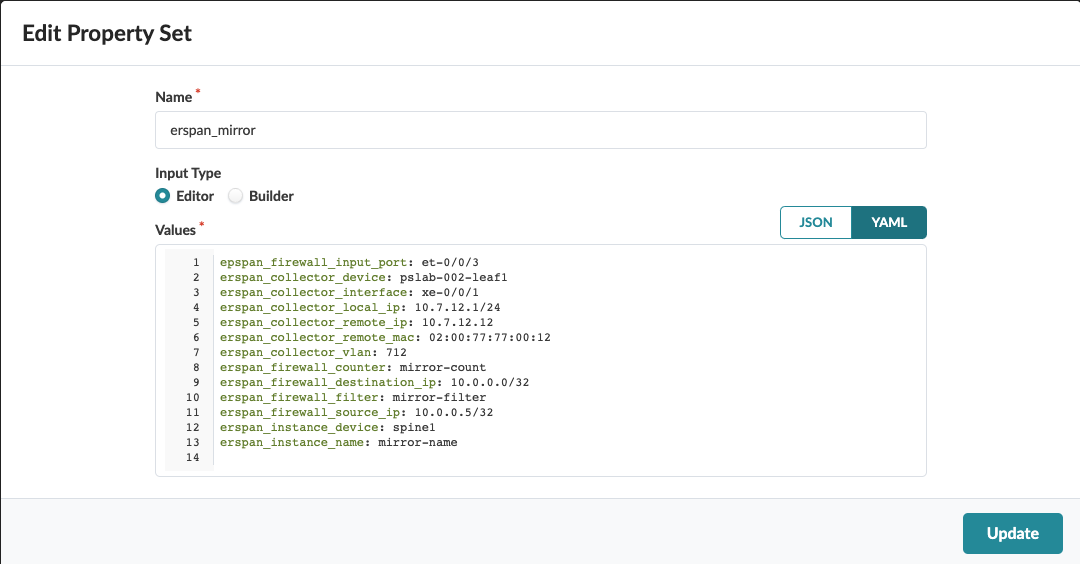 Edit Property Set
Name *
erspan_mirror
Input Type
Editor Builder
Values *
JSON YAML
1 epspan_firewall_input_port: et-0/0/3
2 erspan_collector_device: pslab-002-leaf1
3 erspan_collector_interface: xe-0/0/1
4 erspan_collector_local_ip: 10.7.12.1/24
5 erspan_collector_remote_ip: 10.7.12.12
6 erspan_collector_remote_mac: 02:00:77:77:00:12
7 erspan_collector_vlan: 712
8 erspan_firewall_counter: mirror-count
9 erspan_firewall_destination_ip: 10.0.0.0/32
10 erspan_firewall_filter: mirror-filter
11 erspan_firewall_source_ip: 10.0.0.5/32
12 erspan_instance_device: spine1
13 erspan_instance_name: mirror-name
14
Update